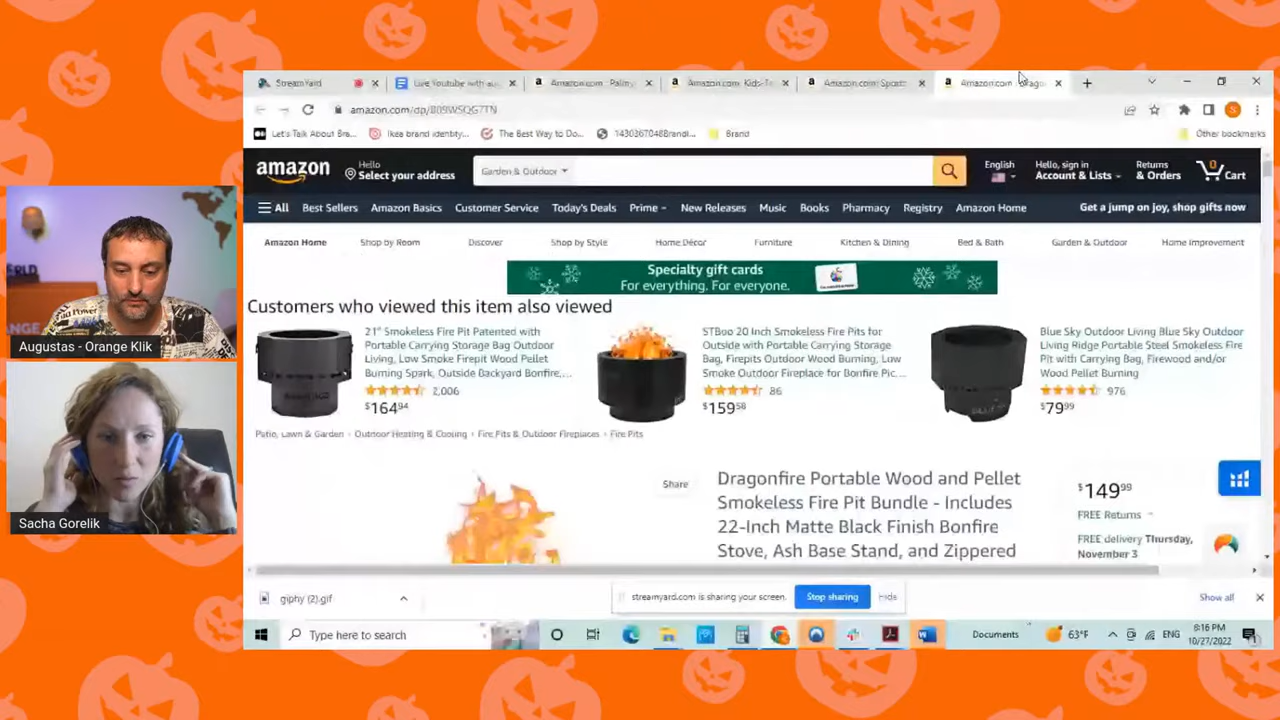 StreamYard
Live Youtube with au
Amazon.com
Amazon.com: Kids-T
Amazon.com: Sports
Amazon.com
amazon.com/dp/B09WSQG7TN
Let's Talk About Bra...
Ikea brand identity...
The Best Way to Do...
Brand
Other bookmarks
amazon
Hello
Select your address
Garden & Outdoor
English
Hello, sign in
Account & Lists
Returns
& Orders
0
Cart
All
Best Sellers
Amazon Basics
Customer Service
Today's Deals
Prime
New Releases
Music
Books
Pharmacy
Registry
Amazon Home
Get a jump on joy, shop gifts now
Amazon Home
Shop by Room
Discover
Shop by Style
Home Décor
Furniture
Kitchen & Dining
Bed & Bath
Garden & Outdoor
Home Improvement
Specialty gift cards
For everything. For everyone.
Customers who viewed this item also viewed
21" Smokeless Fire Pit Patented with
Portable Carrying Storage Bag Outdoor
Living, Low Smoke Firepit Wood Pellet
Burning Spark, Outside Backyard Bonfire,...
2,006
$164 94
STBoo 20 Inch Smokeless Fire Pits for
Outside with Portable Carrying Storage
Bag, Firepits Outdoor Wood Burning, Low
Smoke Outdoor Fireplace for Bonfire Pic...
86
$159 58
Blue Sky Outdoor Living Blue Sky Outdoor
Living Ridge Portable Steel Smokeless Fire
Pit with Carrying Bag, Firewood and/or
Wood Pellet Burning
976
$79 99
Patio, Lawn & Garden › Outdoor Heating & Cooling › Fire Pits & Outdoor Fireplaces › Fire Pits
Share
Dragonfire Portable Wood and Pellet
Smokeless Fire Pit Bundle - Includes
22-Inch Matte Black Finish Bonfire
Stove, Ash Base Stand, and Zippered
$149 99
FREE Returns
FREE delivery Thursday,
November 3
giphy (2).gif
streamyard.com is sharing your screen.
Stop sharing
Hide
Show all
Type here to search
Documents
63°F
ENG
6:16 PM
10/27/2022
Augustas - Orange Klik
Sacha Gorelik